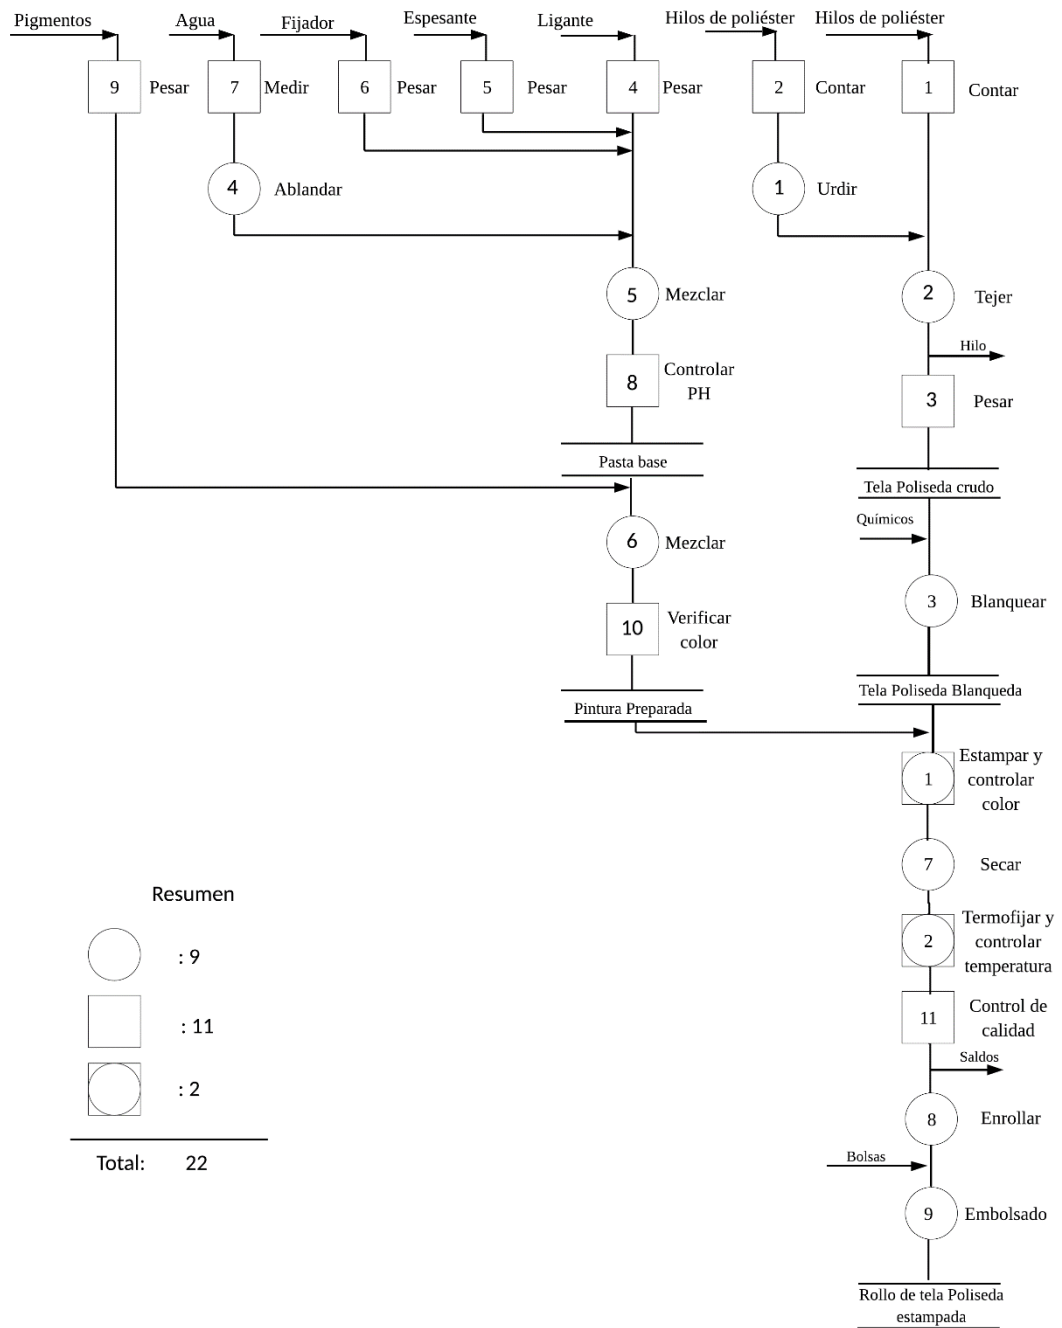 Pigmentos
Agua
Fijador
Espesante
Ligante
Hilos de poliéster
Hilos de poliéster
9 Pesar
7 Medir
6 Pesar
5 Pesar
4 Pesar
2 Contar
1 Contar
4 Ablandar
1 Urdir
5 Mezclar
2 Tejer
Hilo
8 Controlar
PH
3 Pesar
Pasta base
Tela Poliseda crudo
Químicos
6 Mezclar
3 Blanquear
10 Verificar
color
Tela Poliseda Blanqueda
Pintura Preparada
1 Estampar y
controlar
color
7 Secar
2 Termofijar y
controlar
temperatura
11 Control de
calidad
Saldos
8 Enrollar
Bolsas
9 Embolsado
Rollo de tela Poliseda
estampada
Resumen
: 9
: 11
: 2
Total: 22